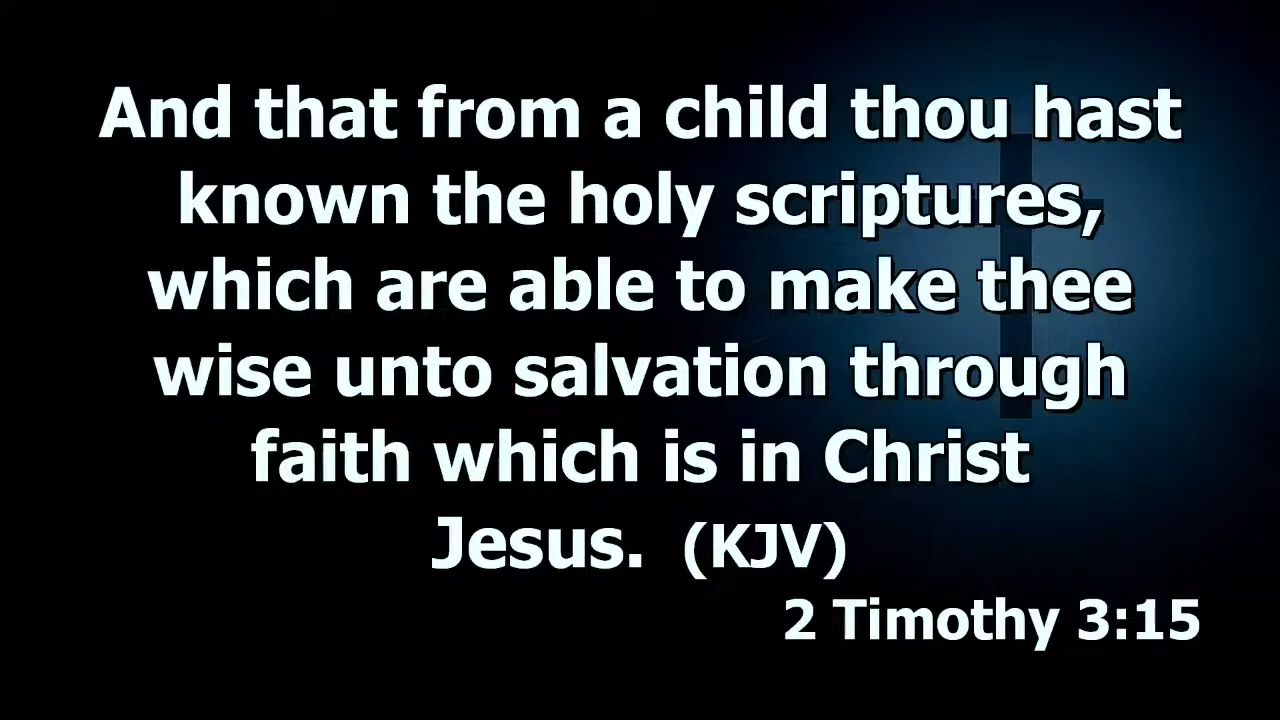 And that from a child thou hast
known the holy scriptures,
which are able to make thee
wise unto salvation through
faith which is in Christ
Jesus. (KJV)
2 Timothy 3:15